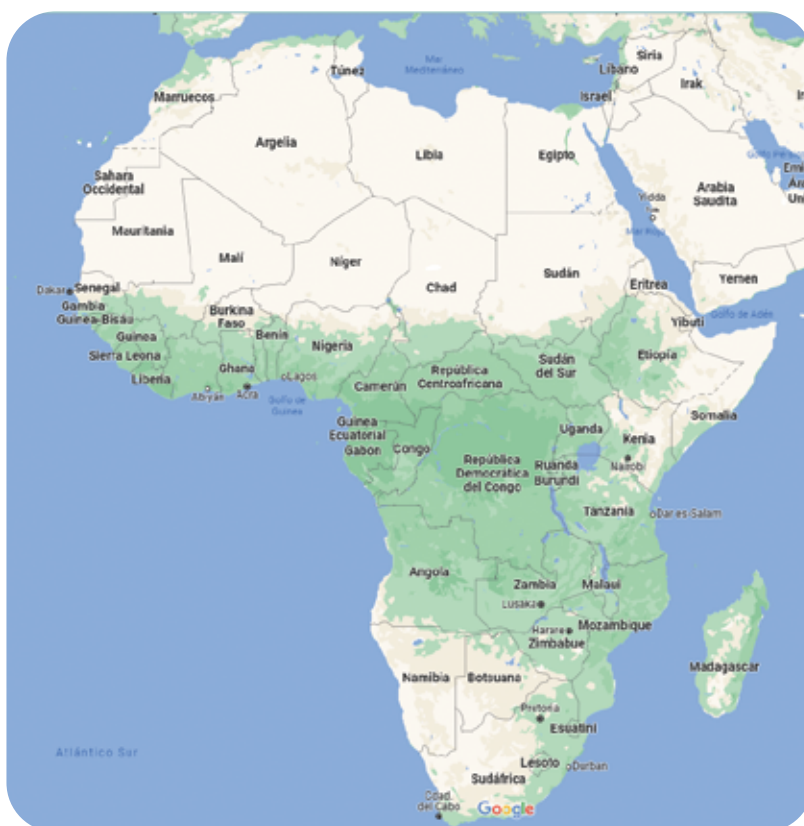 Mar
Mediterráneo
Siria
Túnez
Líbano
Irak
Marruecos
Israel
Argelia
Libia
Egipto
Sahara
Occidental
Arabia
Saudita
Yidda
Mar Rojo
Mauritania
Malí
Níger
Chad
Sudán
Eritrea
Yemen
Dakar
Senegal
Gambia
Guinea-Bisáu
Burkina
Faso
Golfo de Adén
Yibuti
Guinea
Benín
Nigeria
Sierra Leona
Ghana
Etiopía
Sudán
del Sur
República
Centroafricana
Liberia
Lagos
Camerún
Abiyán
Acra
Golfo de
Guinea
Somalia
Guinea
Ecuatorial
Gabón
Congo
Uganda
Kenia
Nairobi
República
Democrática
del Congo
Ruanda
Burundi
Tanzania
Dar es-Salam
Angola
Zambia
Malaui
Lusaka
Harare
Zimbabue
Mozambique
Madagascar
Namibia
Botsuana
Pretoria
Esuatini
Atlántico Sur
Lesoto
Durban
Sudáfrica
Cdad.
del Cabo
Google